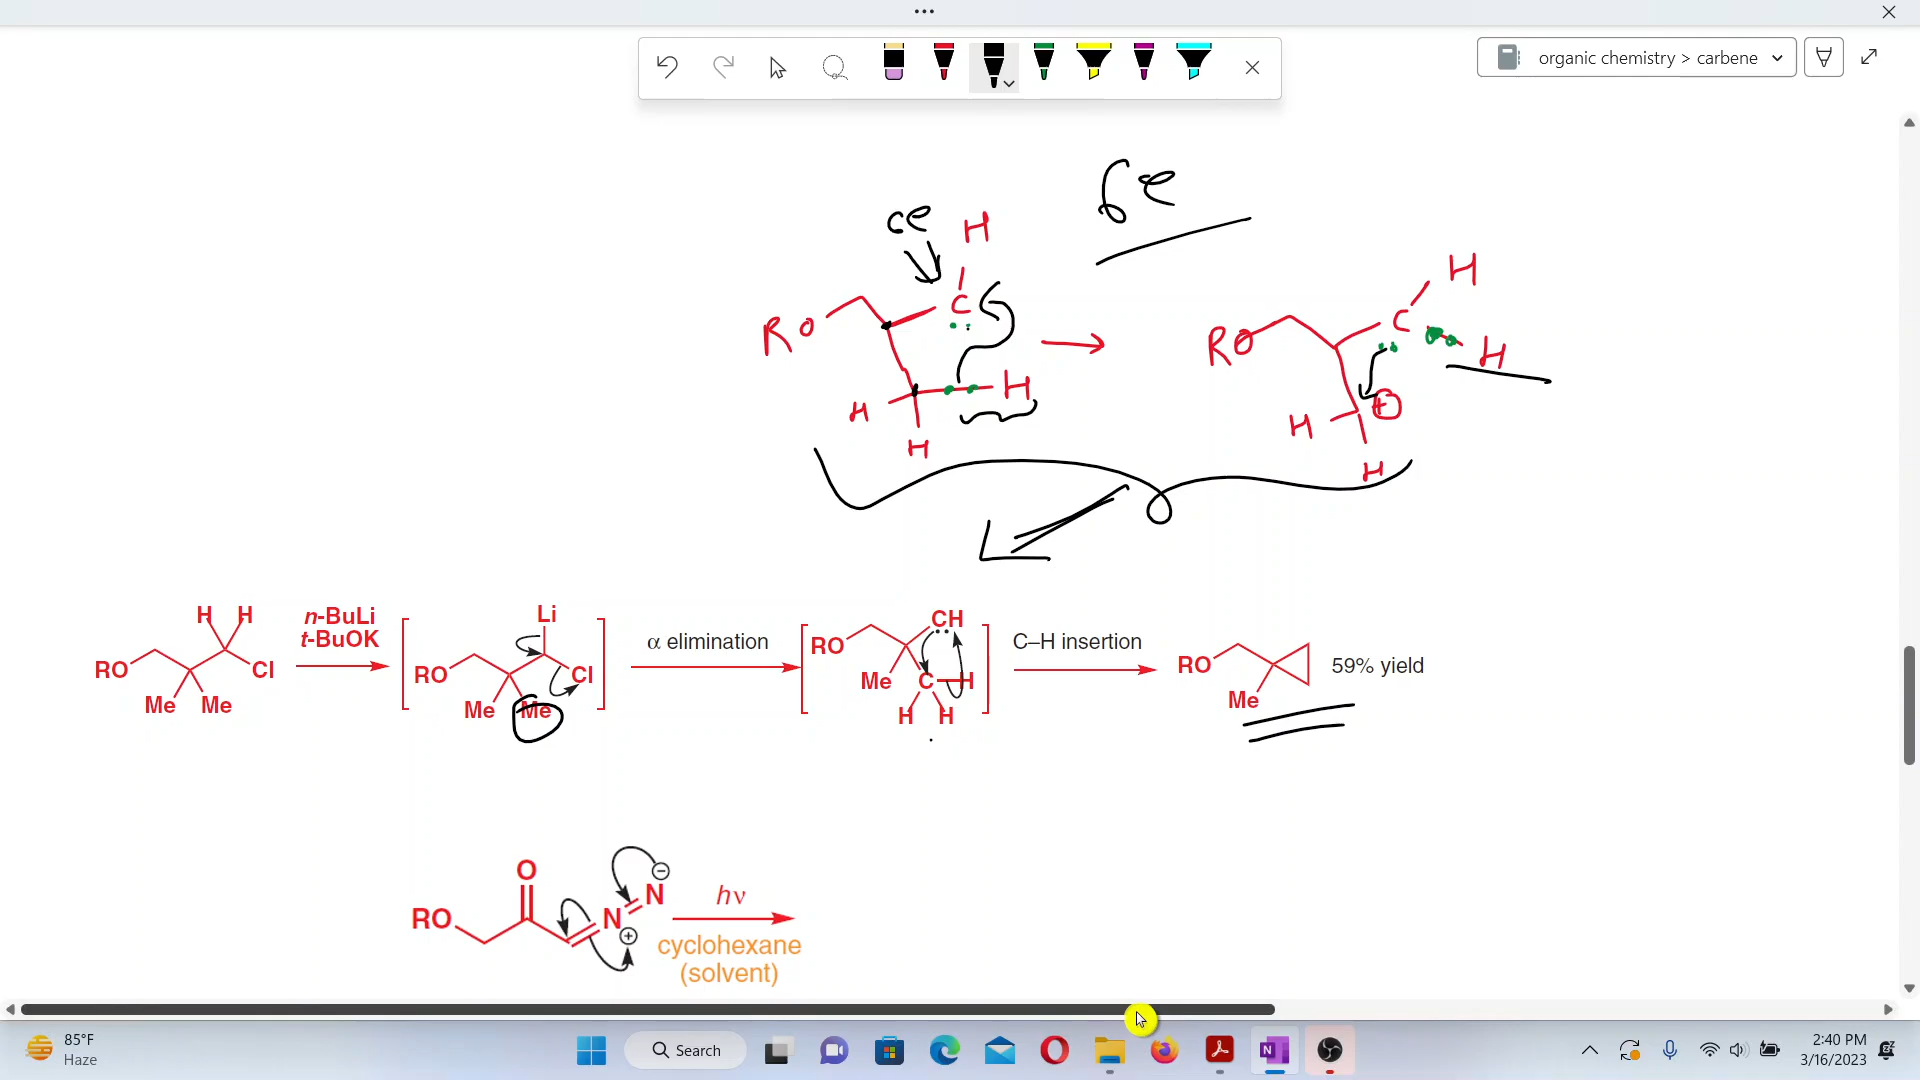 organic chemistry > carbene
6e
ce
H
C
RO
H
H
H
H
C
RO
H
H
+
H
H H
RO
Cl
Me Me
n-BuLi
t-BuOK
Li
RO
Cl
Me Me
α elimination
CH
RO
Me C H
H H
C–H insertion
RO
Me
59% yield
O
RO
N
N
hν
cyclohexane
(solvent)
85°F
Haze
Search
2:40 PM
3/16/2023